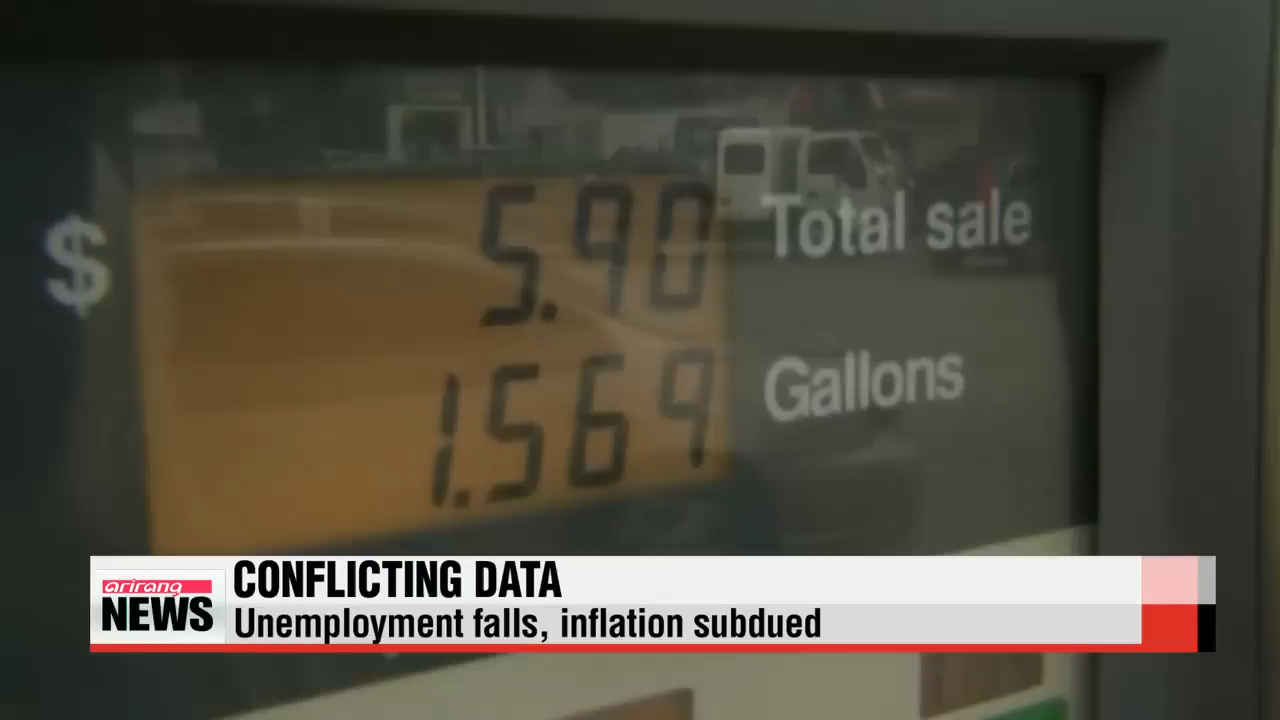 $ 5.90 Total sale
1.569 Gallons
arirang
NEWS
CONFLICTING DATA
Unemployment falls, inflation subdued